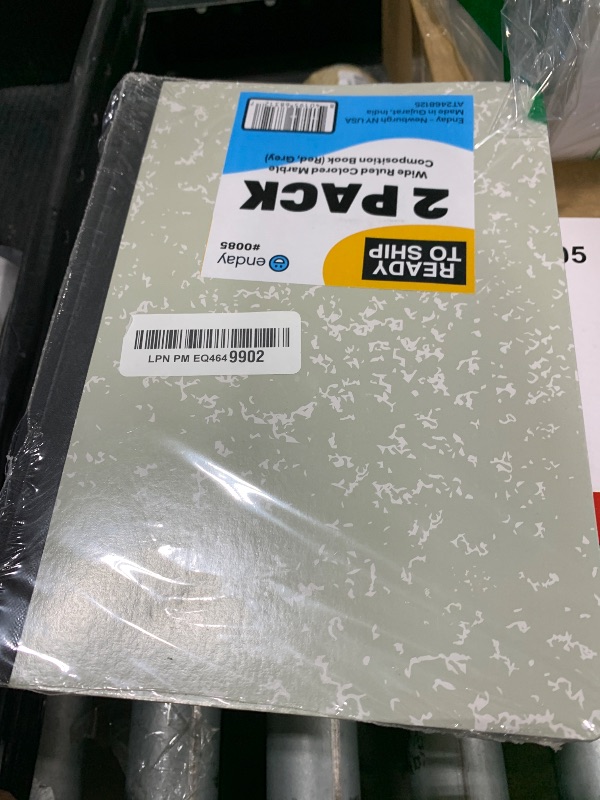 READY
TO SHIP
enday
#0085
2 PACK
Wide Ruled Colored Marble
Composition Book (Red, Grey)
Enday - Newburgh NY USA
Made in Gujarat, India
AT2468125
LPN PM EQ464 9902
05